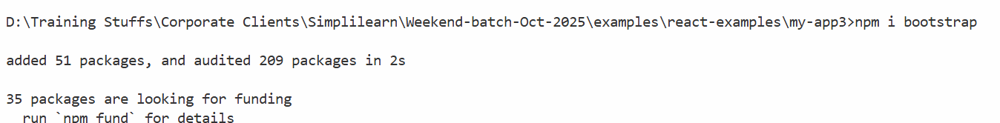 D:\Training Stuffs\Corporate Clients\Simplilearn\Weekend-batch-Oct-2025\examples\react-examples\my-app3>npm i bootstrap
added 51 packages, and audited 209 packages in 2s
35 packages are looking for funding
run `npm fund` for details